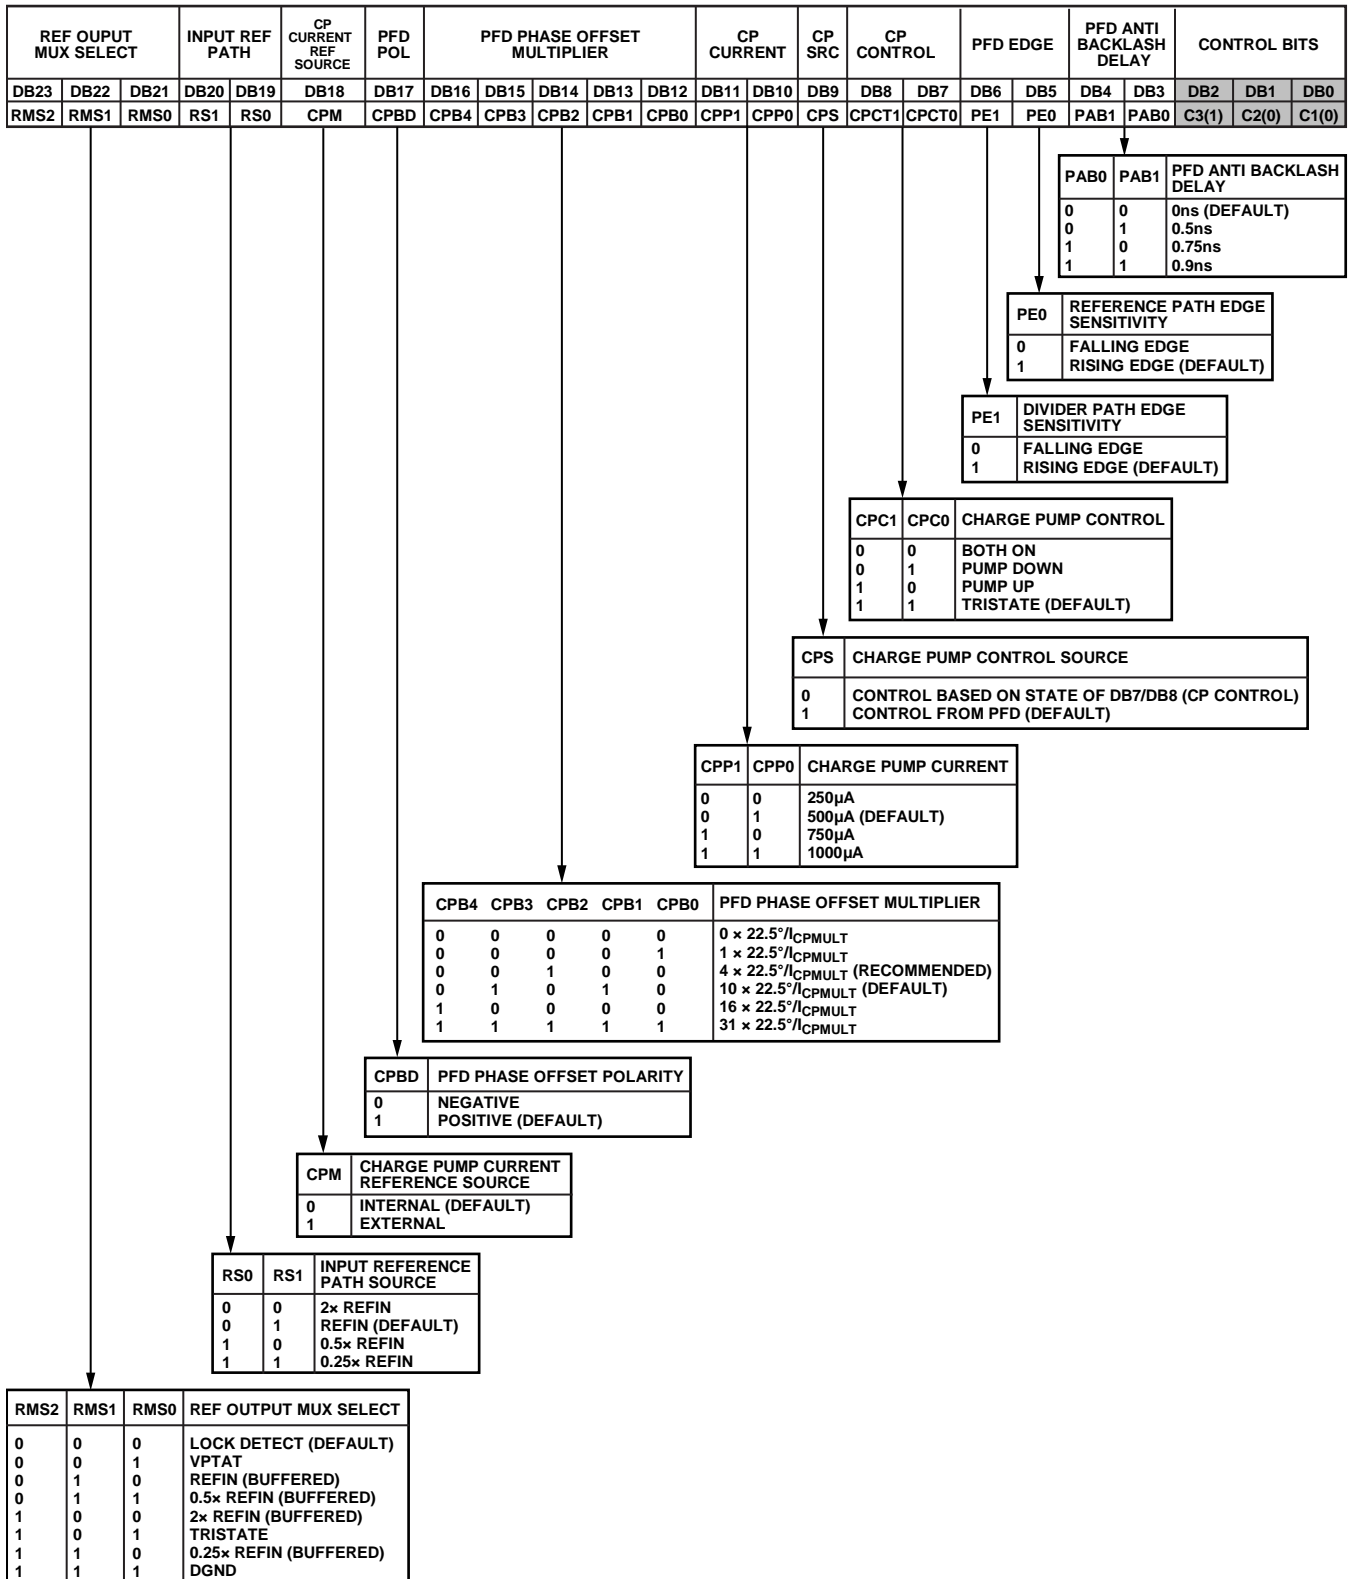 REF OUPUT
MUX SELECT
INPUT REF
PATH
CP
CURRENT
REF
SOURCE
PFD
POL
PFD PHASE OFFSET
MULTIPLIER
CP
CURRENT
CP
SRC
CP
CONTROL
PFD EDGE
PFD ANTI
BACKLASH
DELAY
CONTROL BITS
DB23 DB22 DB21 DB20 DB19 DB18 DB17 DB16 DB15 DB14 DB13 DB12 DB11 DB10 DB9 DB8 DB7 DB6 DB5 DB4 DB3 DB2 DB1 DB0
RMS2 RMS1 RMS0 RS1 RS0 CPM CPBD CPB4 CPB3 CPB2 CPB1 CPB0 CPP1 CPP0 CPS CPCT1 CPCT0 PE1 PE0 PAB1 PAB0 C3(1) C2(0) C1(0)
PAB0 PAB1 PFD ANTI BACKLASH
DELAY
0 0 0ns (DEFAULT)
0 1 0.5ns
1 0 0.75ns
1 1 0.9ns
PE0 REFERENCE PATH EDGE
SENSITIVITY
0 FALLING EDGE
1 RISING EDGE (DEFAULT)
PE1 DIVIDER PATH EDGE
SENSITIVITY
0 FALLING EDGE
1 RISING EDGE (DEFAULT)
CPC1 CPC0 CHARGE PUMP CONTROL
0 0 BOTH ON
0 1 PUMP DOWN
1 0 PUMP UP
1 1 TRISTATE (DEFAULT)
CPS CHARGE PUMP CONTROL SOURCE
0 CONTROL BASED ON STATE OF DB7/DB8 (CP CONTROL)
1 CONTROL FROM PFD (DEFAULT)
CPP1 CPP0 CHARGE PUMP CURRENT
0 0 250µA
0 1 500µA (DEFAULT)
1 0 750µA
1 1 1000µA
CPB4 CPB3 CPB2 CPB1 CPB0 PFD PHASE OFFSET MULTIPLIER
0 0 0 0 0 0 × 22.5°/ICPMULT
0 0 0 0 1 1 × 22.5°/ICPMULT
0 0 1 0 0 4 × 22.5°/ICPMULT (RECOMMENDED)
0 1 0 1 0 10 × 22.5°/ICPMULT (DEFAULT)
1 0 0 0 0 16 × 22.5°/ICPMULT
1 1 1 1 1 31 × 22.5°/ICPMULT
CPBD PFD PHASE OFFSET POLARITY
0 NEGATIVE
1 POSITIVE (DEFAULT)
CPM CHARGE PUMP CURRENT
REFERENCE SOURCE
0 INTERNAL (DEFAULT)
1 EXTERNAL
RS0 RS1 INPUT REFERENCE
PATH SOURCE
0 0 2× REFIN
0 1 REFIN (DEFAULT)
1 0 0.5× REFIN
1 1 0.25× REFIN
RMS2 RMS1 RMS0 REF OUTPUT MUX SELECT
0 0 0 LOCK DETECT (DEFAULT)
0 0 1 VPTAT
0 1 0 REFIN (BUFFERED)
0 1 1 0.5× REFIN (BUFFERED)
1 0 0 2× REFIN (BUFFERED)
1 0 1 TRISTATE
1 1 0 0.25× REFIN (BUFFERED)
1 1 1 DGND